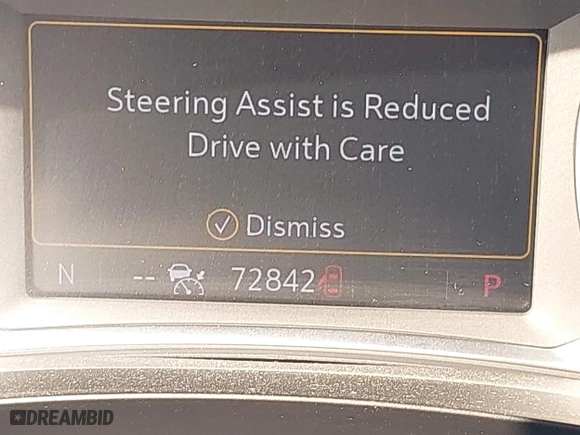 Steering Assist is Reduced
Drive with Care
Dismiss
N -- 72842 P
DREAMBID